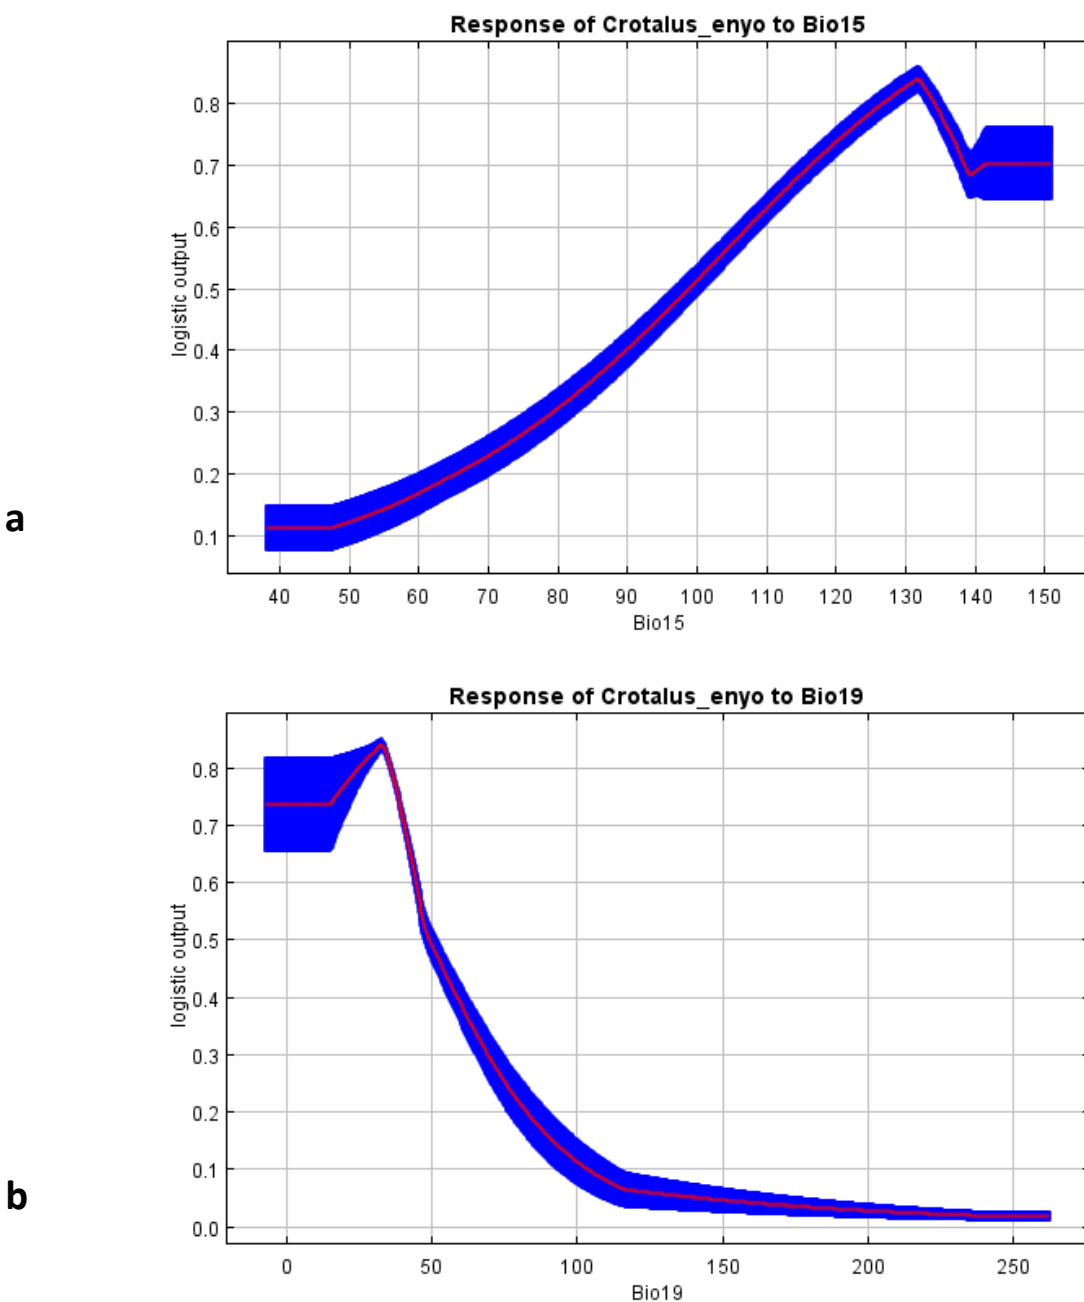 Response of Crotalus_enyo to Bio15
0.8
0.7
0.6
0.5
0.4
0.3
0.2
0.1
logistic output
40 50 60 70 80 90 100 110 120 130 140 150
Bio15
a
Response of Crotalus_enyo to Bio19
0.8
0.7
0.6
0.5
0.4
0.3
0.2
0.1
0.0
logistic output
0 50 100 150 200 250
Bio19
b